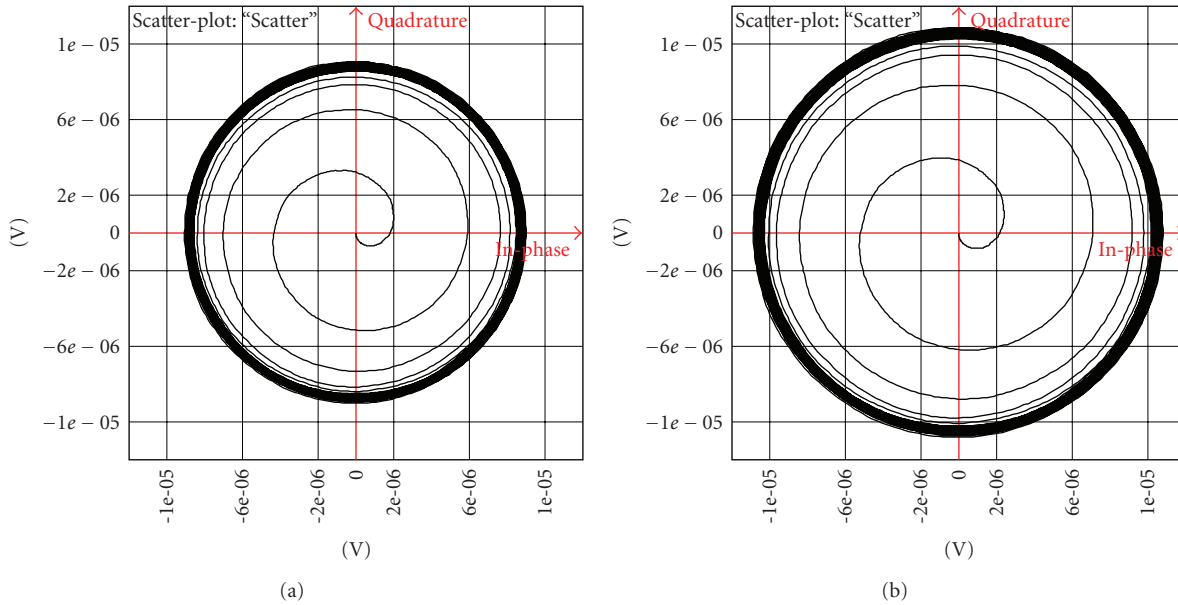 Scatter-plot: “Scatter”
Quadrature
1e − 05
6e − 06
2e − 06
0
−2e − 06
−6e − 06
−1e − 05
(V)
In-phase
-1e-05
-6e-06
-2e-06
0
2e-06
6e-06
1e-05
(V)
(a)
Scatter-plot: “Scatter”
Quadrature
1e − 05
6e − 06
2e − 06
0
−2e − 06
−6e − 06
−1e − 05
(V)
In-phase
-1e-05
-6e-06
-2e-06
0
2e-06
6e-06
1e-05
(V)
(b)